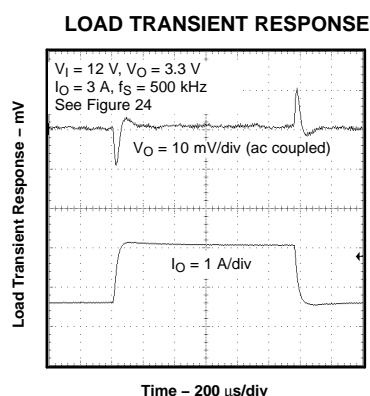 LOAD TRANSIENT RESPONSE
V_I = 12 V, V_O = 3.3 V
I_O = 3 A, f_S = 500 kHz
See Figure 24
V_O = 10 mV/div (ac coupled)
I_O = 1 A/div
Load Transient Response – mV
Time – 200 μs/div